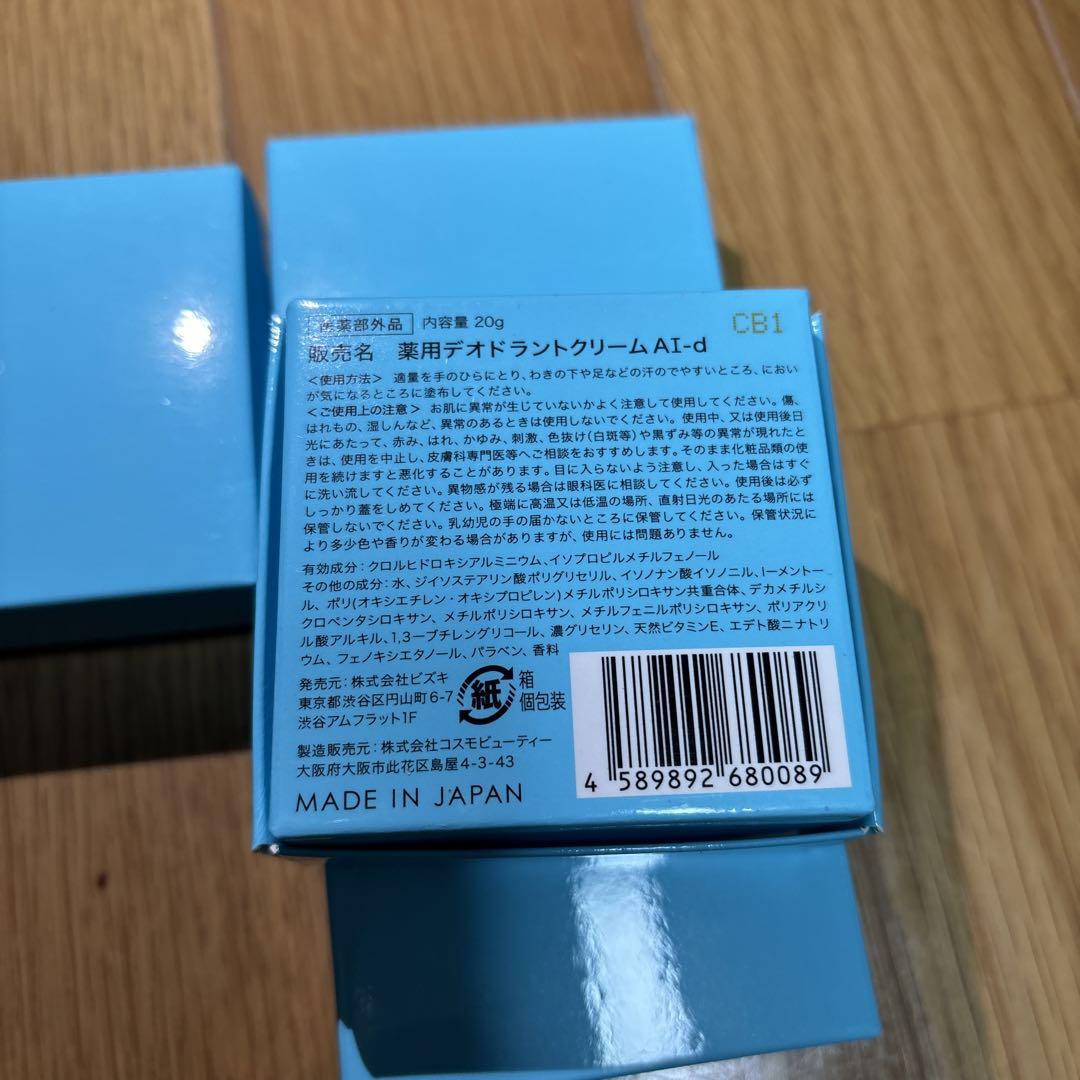 医薬部外品 内容量 20g CB1
販売名 薬用デオドラントクリームAI-d
＜使用方法＞ 適量を手のひらにとり、わきの下や足などの汗のでやすいところ、におい
が気になるところに塗布してください。
＜ご使用上の注意＞ お肌に異常が生じていないかよく注意して使用してください。傷、
はれもの、湿しんなど、異常のあるときは使用しないでください。使用中、又は使用後日
光にあたって、赤み、はれ、かゆみ、刺激、色抜け(白斑等)や黒ずみ等の異常が現れたと
きは、使用を中止し、皮膚科専門医等へご相談をおすすめします。そのまま化粧品類の使
用を続けますと悪化することがあります。目に入らないよう注意し、入った場合はすぐ
に洗い流してください。異物感が残る場合は眼科医に相談してください。使用後は必ず
しっかり蓋をしめてください。極端に高温又は低温の場所、直射日光のあたる場所には
保管しないでください。乳幼児の手の届かないところに保管してください。保管状況に
より多少色や香りが変わる場合がありますが、使用には問題ありません。
有効成分：クロルヒドロキシアルミニウム、イソプロピルメチルフェノール
その他の成分：水、ジイソステアリン酸ポリグリセリル、イソノナン酸イソノニル、l-メントー
ル、ポリ(オキシエチレン・オキシプロピレン)メチルポリシロキサン共重合体、デカメチルシ
クロペンタシロキサン、メチルポリシロキサン、メチルフェニルポリシロキサン、ポリアクリ
ル酸アルキル、1,3-ブチレングリコール、濃グリセリン、天然ビタミンE、エデト酸ニナトリ
ウム、フェノキシエタノール、パラベン、香料
発売元：株式会社ビズキ
東京都渋谷区円山町6-7
渋谷アムフラット1F
紙
箱
個包装
製造販売元：株式会社コスモビューティー
大阪府大阪市此花区島屋4-3-43
MADE IN JAPAN
4 589892 680089